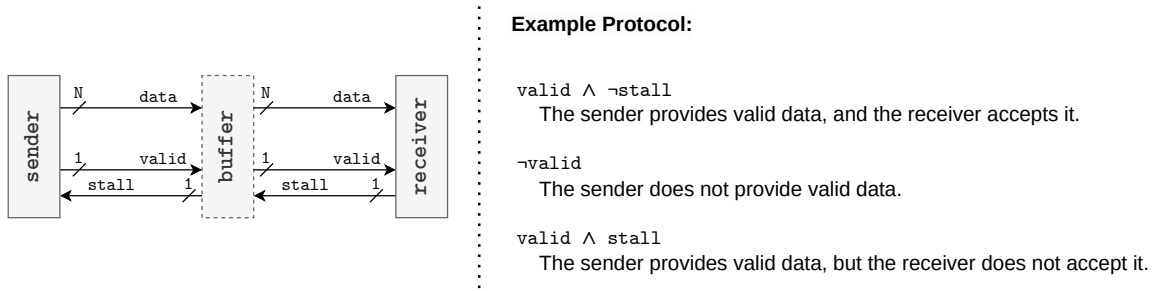 Example Protocol:
N data N data
valid ∧ ¬stall
The sender provides valid data, and the receiver accepts it.
sender
buffer
receiver
1 valid 1 valid
¬valid
stall 1 stall 1
The sender does not provide valid data.
valid ∧ stall
The sender provides valid data, but the receiver does not accept it.